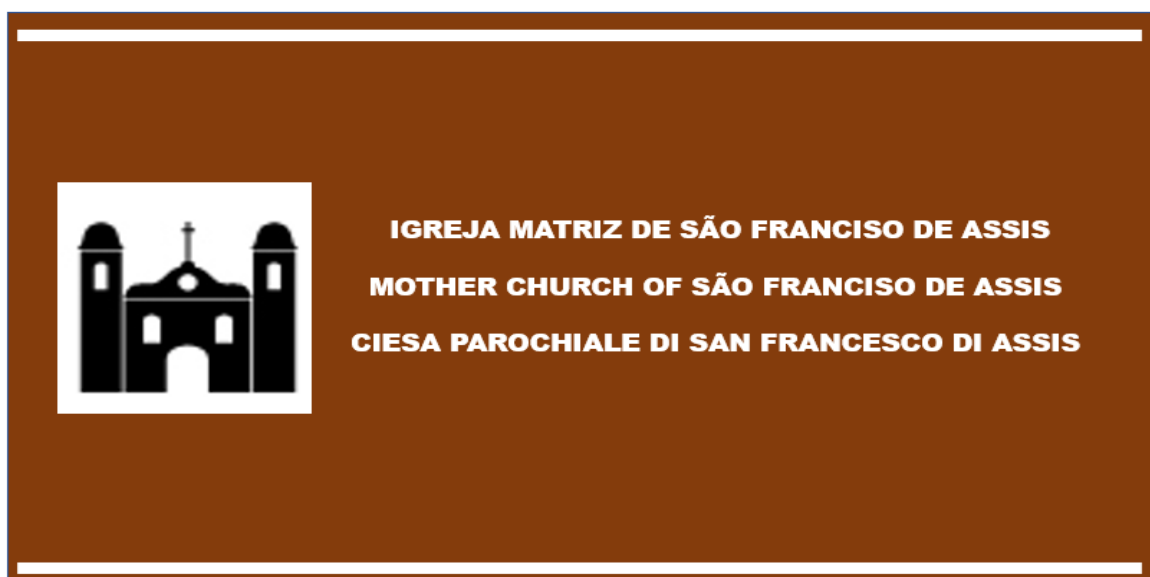 IGREJA MATRIZ DE SÃO FRANCISO DE ASSIS
MOTHER CHURCH OF SÃO FRANCISO DE ASSIS
CIESA PAROCHIALE DI SAN FRANCESCO DI ASSIS